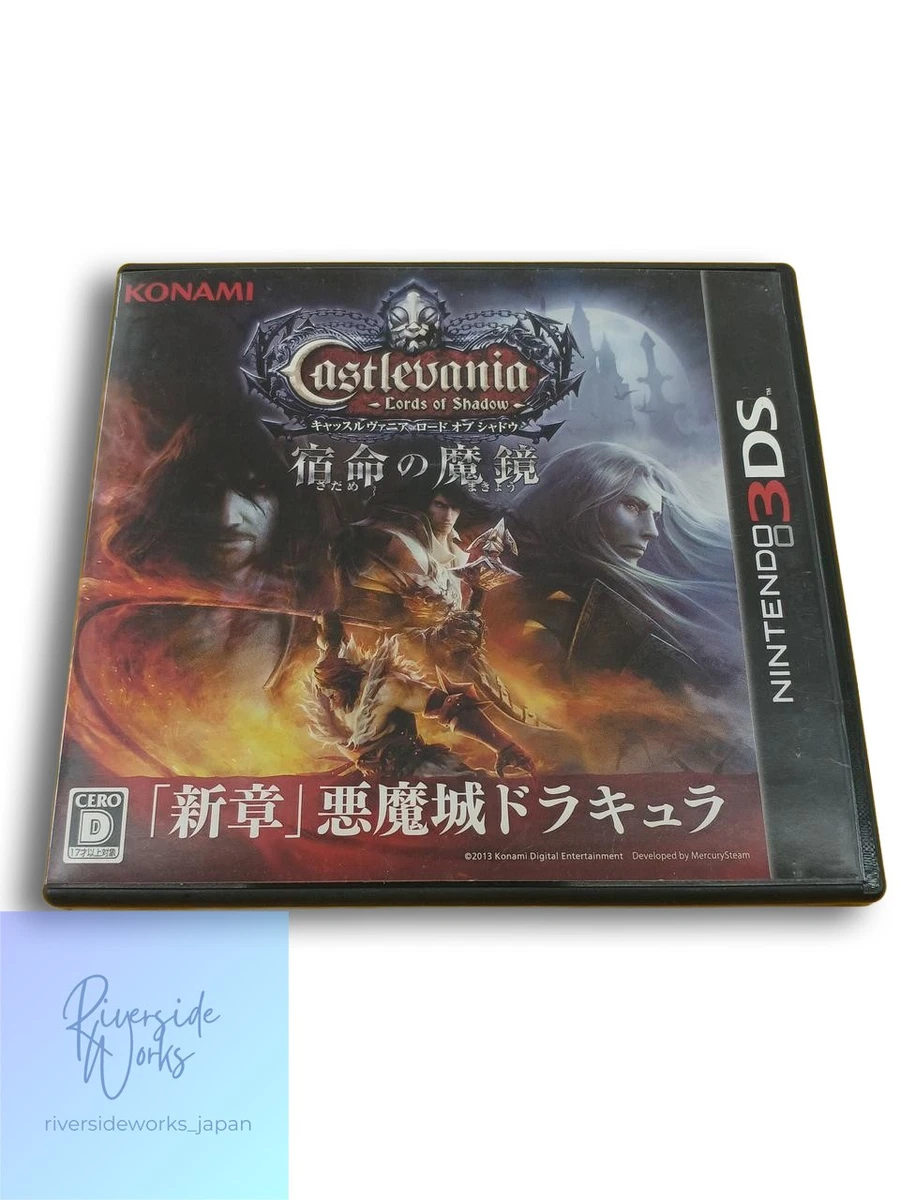 KONAMI
Castlevania
Lords of Shadow
キャッスルヴァニア ロード オブ シャドウ
宿命の魔鏡
さだめ まきょう
NINTENDO3DS™
「新章」悪魔城ドラキュラ
CERO
D
17才以上対象
©2013 Konami Digital Entertainment Developed by MercurySteam
Riverside
Works
riversideworks_japan